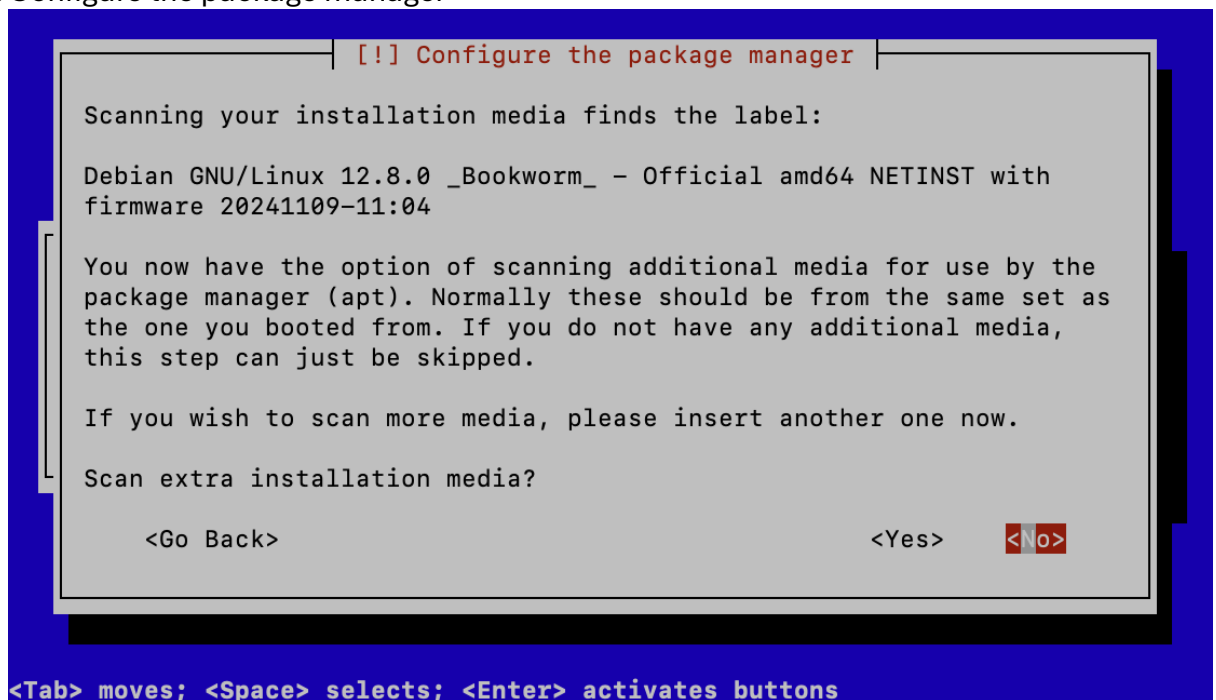 Configure the package manager
[!] Configure the package manager
Scanning your installation media finds the label:
Debian GNU/Linux 12.8.0 _Bookworm_ – Official amd64 NETINST with
firmware 20241109–11:04
You now have the option of scanning additional media for use by the
package manager (apt). Normally these should be from the same set as
the one you booted from. If you do not have any additional media,
this step can just be skipped.
If you wish to scan more media, please insert another one now.
Scan extra installation media?
<Go Back> <Yes> <No>
<Tab> moves; <Space> selects; <Enter> activates buttons